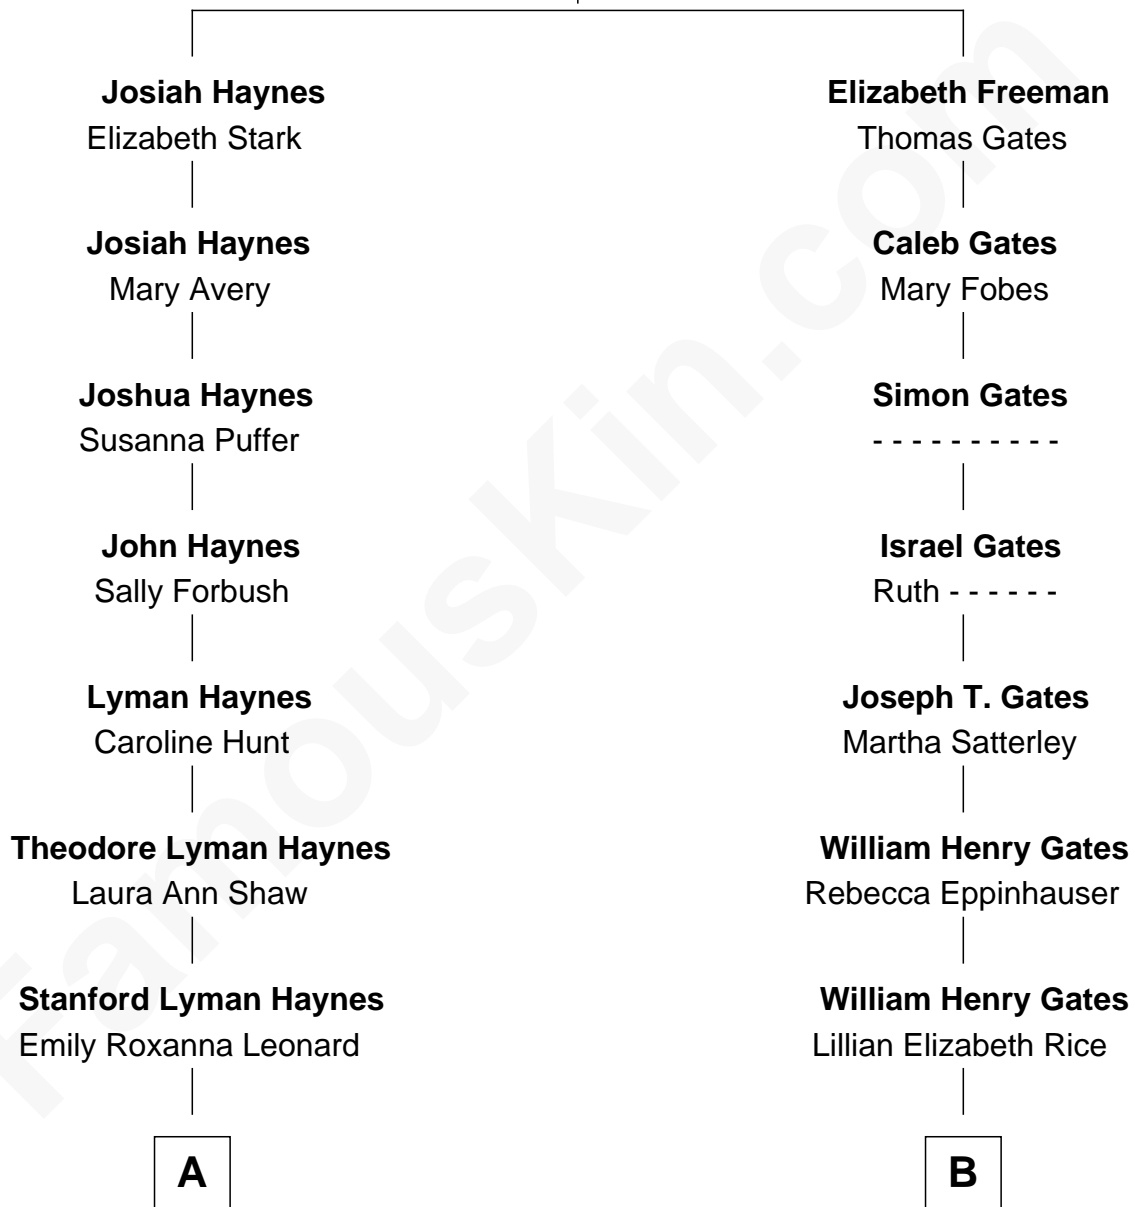 Josiah Haynes
Elizabeth Stark
Josiah Haynes
Mary Avery
Joshua Haynes
Susanna Puffer
John Haynes
Sally Forbush
Lyman Haynes
Caroline Hunt
Theodore Lyman Haynes
Laura Ann Shaw
Stanford Lyman Haynes
Emily Roxanna Leonard
A
Elizabeth Freeman
Thomas Gates
Caleb Gates
Mary Fobes
Simon Gates
- - - - - - - - - -
Israel Gates
Ruth - - - - - -
Joseph T. Gates
Martha Satterley
William Henry Gates
Rebecca Eppinhauser
William Henry Gates
Lillian Elizabeth Rice
B
FamousKin.com